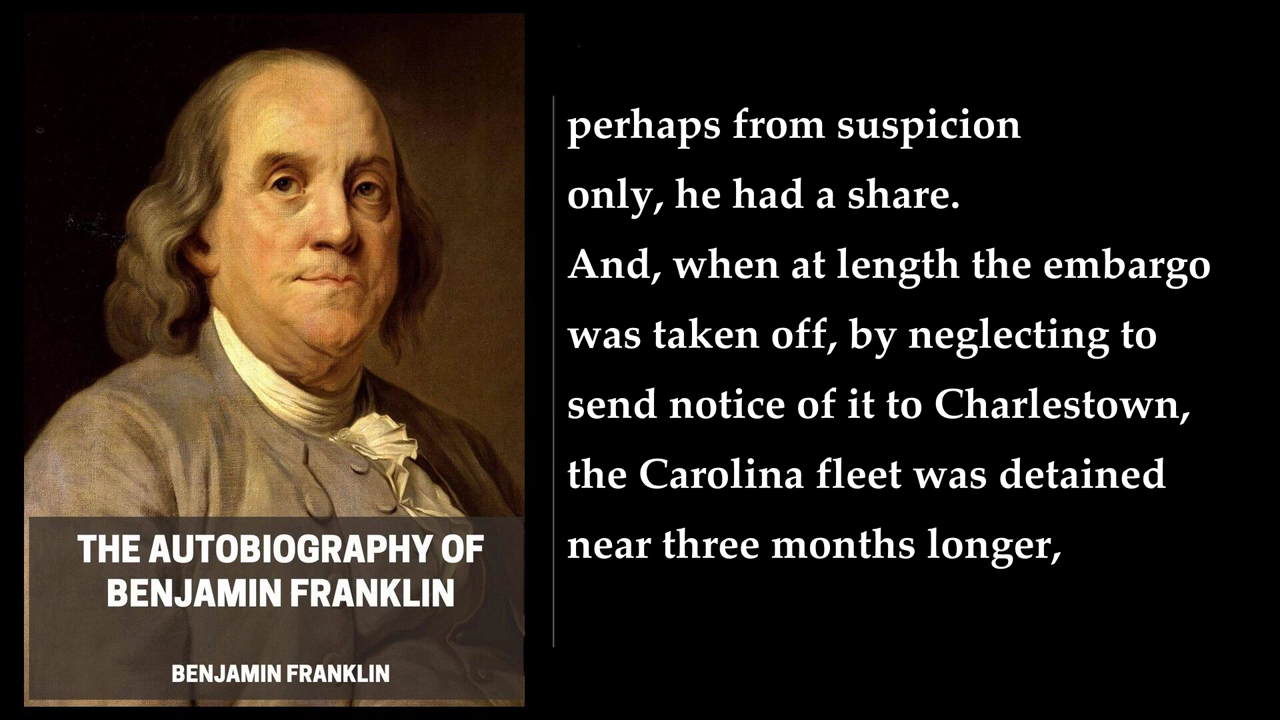 THE AUTOBIOGRAPHY OF
BENJAMIN FRANKLIN
BENJAMIN FRANKLIN
perhaps from suspicion
only, he had a share.
And, when at length the embargo
was taken off, by neglecting to
send notice of it to Charlestown,
the Carolina fleet was detained
near three months longer,